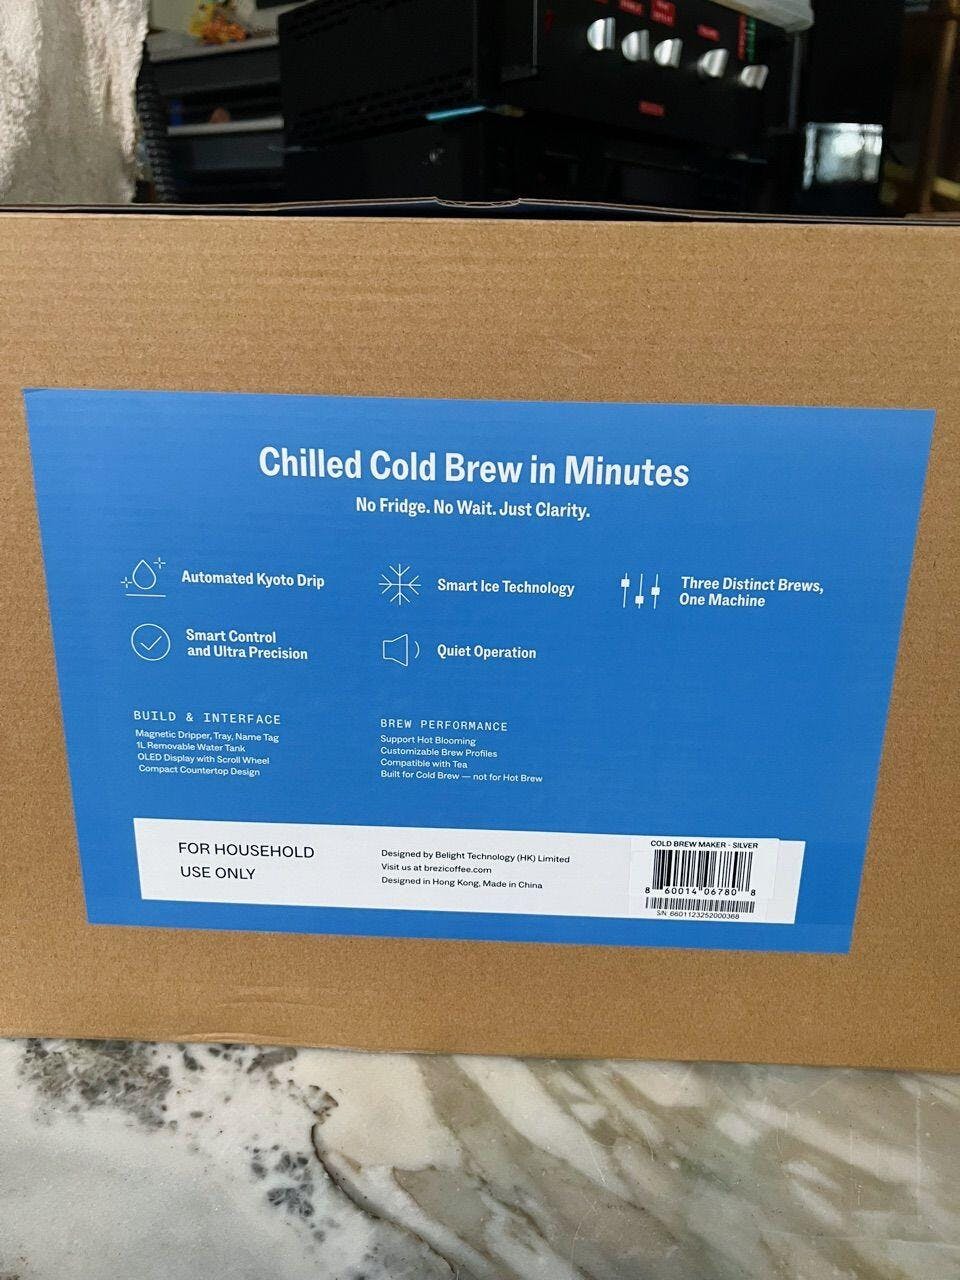 Chilled Cold Brew in Minutes
No Fridge. No Wait. Just Clarity.
Automated Kyoto Drip
Smart Ice Technology
Three Distinct Brews,
One Machine
Smart Control
and Ultra Precision
Quiet Operation
BUILD & INTERFACE
Magnetic Dripper, Tray, Name Tag
1L Removable Water Tank
OLED Display with Scroll Wheel
Compact Countertop Design
BREW PERFORMANCE
Support Hot Blooming
Customizable Brew Profiles
Compatible with Tea
Built for Cold Brew — not for Hot Brew
FOR HOUSEHOLD
USE ONLY
Designed by Belight Technology (HK) Limited
Visit us at brezicoffee.com
Designed in Hong Kong, Made in China
COLD BREW MAKER - SILVER
8 60014 06780 8
S/N: 6601123252000368